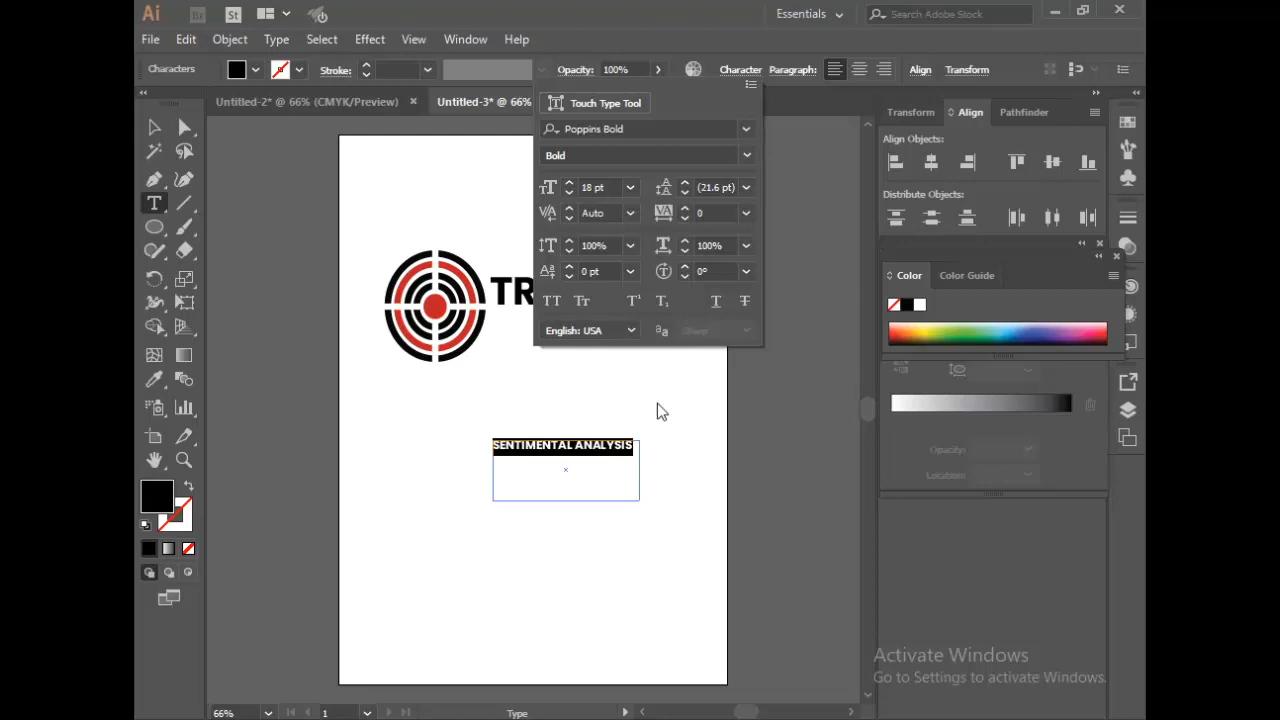 Ai Br St Essentials Search Adobe Stock
File Edit Object Type Select Effect View Window Help
Characters Stroke: Opacity: 100% Character Paragraph: Align Transform
Untitled-2* @ 66% (CMYK/Preview) Untitled-3* @ 66%
Touch Type Tool
Poppins Bold
Bold
18 pt (21.6 pt)
Auto 0
100% 100%
0 pt 0°
English: USA Sharp
Transform Align Pathfinder
Align Objects:
Distribute Objects:
Color Color Guide
Opacity:
Location:
TR
SENTIMENTAL ANALYSIS
Activate Windows
Go to Settings to activate Windows.
66% 1 Type